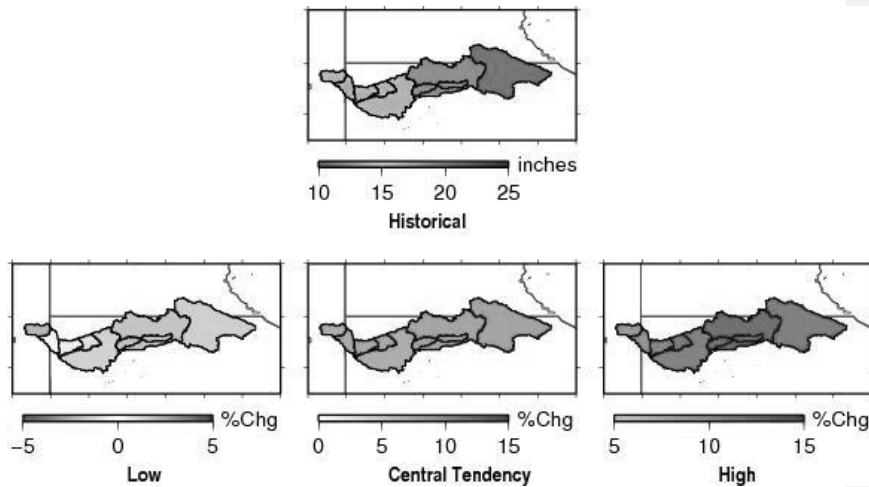 inches
10 15 20 25
Historical
%Chg
−5 0 5
Low
%Chg
0 5 10 15
Central Tendency
%Chg
5 10 15
High